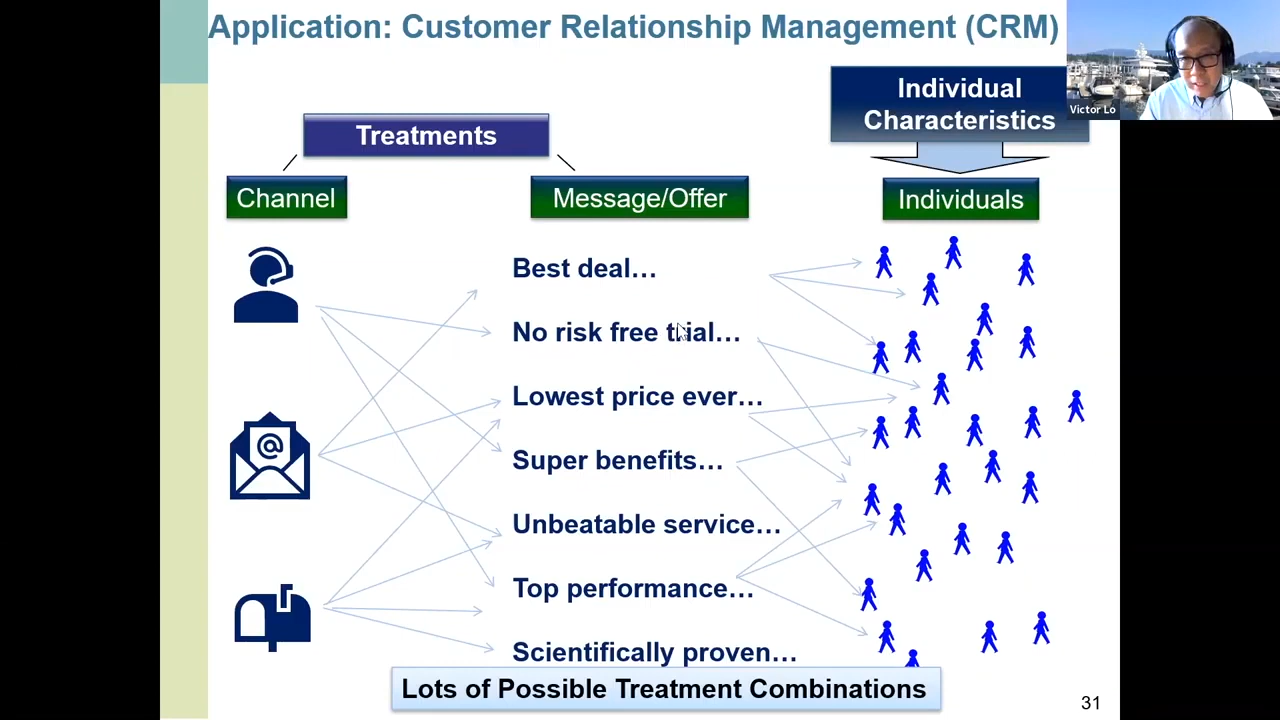 Application: Customer Relationship Management (CRM)
Victor Lo
Individual
Characteristics
Treatments
Channel
Message/Offer
Individuals
@
Best deal…
No risk free trial…
Lowest price ever…
Super benefits…
Unbeatable service…
Top performance…
Scientifically proven…
Lots of Possible Treatment Combinations
31